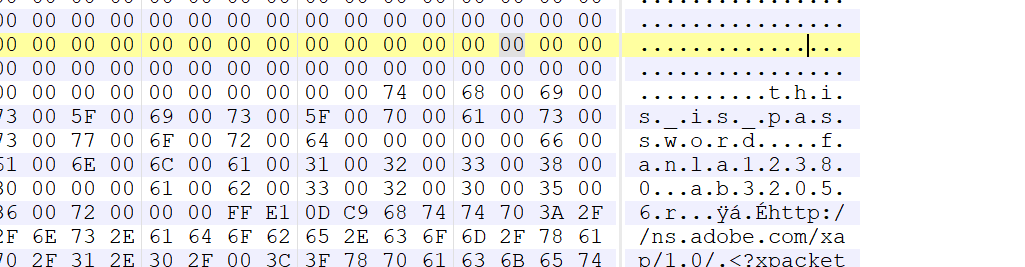 00 00 00 00 00 00 00 00 00 00 00 00 00 00 00 00 ................
00 00 00 00 00 00 00 00 00 00 00 00 00 00 00 00 ................
00 00 00 00 00 00 00 00 00 00 00 00 00 00 00 00 ................
00 00 00 00 00 00 00 00 00 00 74 00 68 00 69 00 ..........t.h.i.
73 00 5F 00 69 00 73 00 5F 00 70 00 61 00 73 00 s._.i.s._.p.a.s.
73 00 77 00 6F 00 72 00 64 00 00 00 00 00 66 00 s.w.o.r.d.....f.
61 00 6E 00 6C 00 61 00 31 00 32 00 33 00 38 00 a.n.l.a.1.2.3.8.
30 00 00 00 61 00 62 00 33 00 32 00 30 00 35 00 0...a.b.3.2.0.5.
36 00 72 00 00 00 FF E1 0D C9 68 74 74 70 3A 2F 6.r...ÿá.Éhttp:/
2F 6E 73 2E 61 64 6F 62 65 2E 63 6F 6D 2F 78 61 /ns.adobe.com/xa
70 2F 31 2E 30 2F 00 3C 3F 78 70 61 63 6B 65 74 p/1.0/.<?xpacket